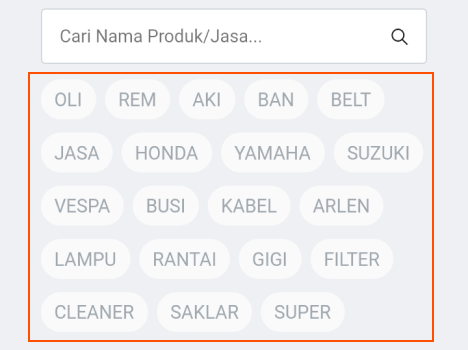 Cari Nama Produk/Jasa...
OLI REM AKI BAN BELT
JASA HONDA YAMAHA SUZUKI
VESPA BUSI KABEL ARLEN
LAMPU RANTAI GIGI FILTER
CLEANER SAKLAR SUPER